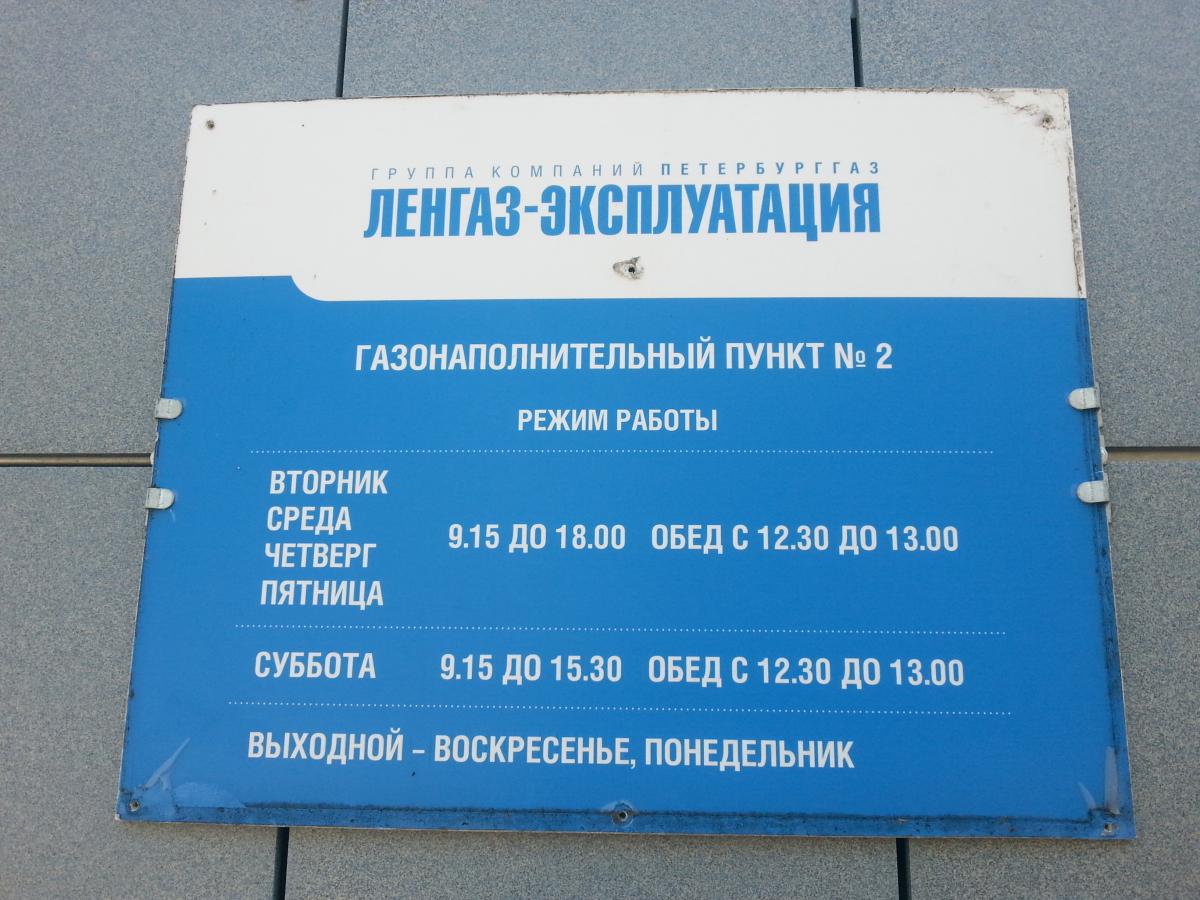 ГРУППА КОМПАНИЙ ПЕТЕРБУРГГАЗ
ЛЕНГАЗ-ЭКСПЛУАТАЦИЯ
ГАЗОНАПОЛНИТЕЛЬНЫЙ ПУНКТ № 2
РЕЖИМ РАБОТЫ
ВТОРНИК
СРЕДА
ЧЕТВЕРГ
ПЯТНИЦА
9.15 ДО 18.00 ОБЕД С 12.30 ДО 13.00
СУББОТА 9.15 ДО 15.30 ОБЕД С 12.30 ДО 13.00
ВЫХОДНОЙ – ВОСКРЕСЕНЬЕ, ПОНЕДЕЛЬНИК